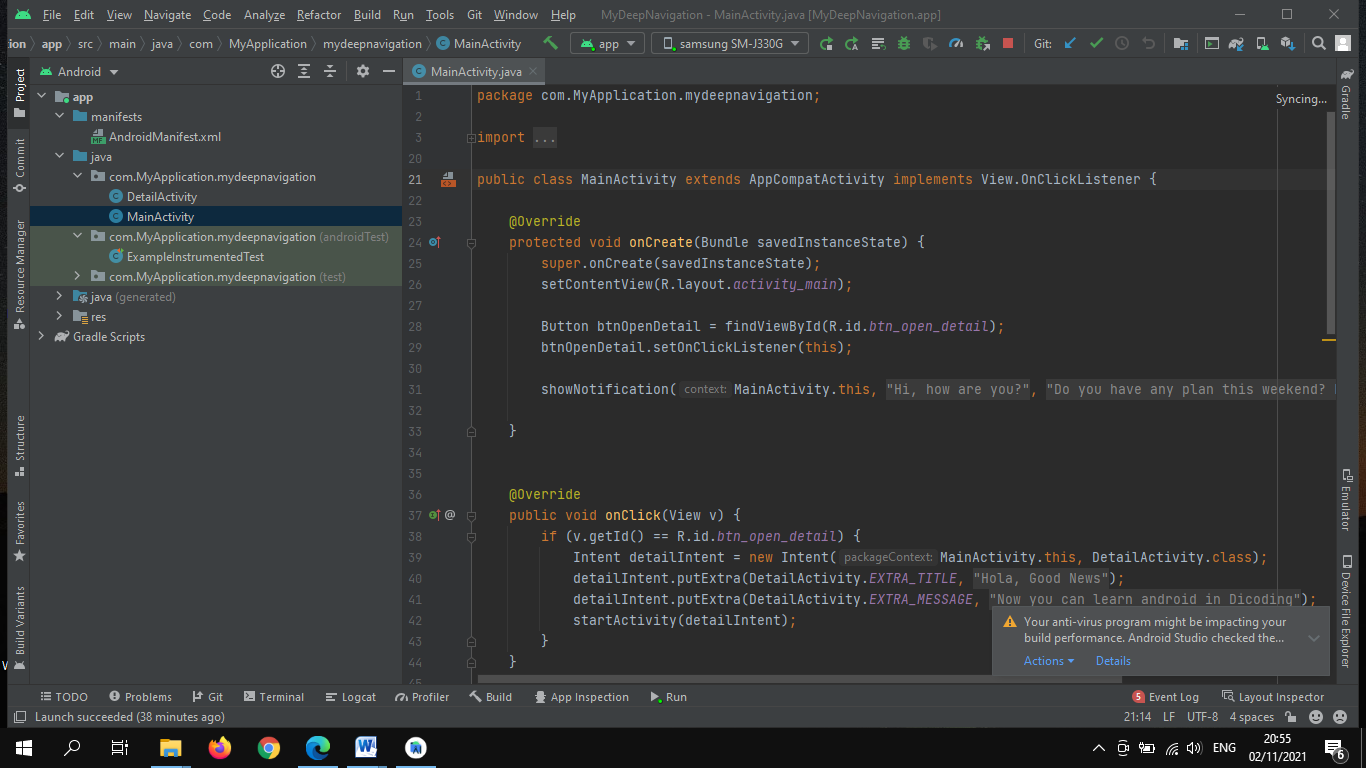 File Edit View Navigate Code Analyze Refactor Build Run Tools Git Window Help MyDeepNavigation - MainActivity.java [MyDeepNavigation.app]
tion app src main java com MyApplication mydeepnavigation MainActivity app samsung SM-J330G Git:
Android MainActivity.java
Project
Commit
Resource Manager
Structure
Favorites
Build Variants
app
manifests
AndroidManifest.xml
java
com.MyApplication.mydeepnavigation
DetailActivity
MainActivity
com.MyApplication.mydeepnavigation (androidTest)
ExampleInstrumentedTest
com.MyApplication.mydeepnavigation (test)
java (generated)
res
Gradle Scripts
1 package com.MyApplication.mydeepnavigation;
Syncing...
2
3 import ...
20
21 public class MainActivity extends AppCompatActivity implements View.OnClickListener {
22
23 @Override
24 protected void onCreate(Bundle savedInstanceState) {
25 super.onCreate(savedInstanceState);
26 setContentView(R.layout.activity_main);
27
28 Button btnOpenDetail = findViewById(R.id.btn_open_detail);
29 btnOpenDetail.setOnClickListener(this);
30
31 showNotification( context: MainActivity.this, "Hi, how are you?", "Do you have any plan this weekend?
32
33 }
34
35
36 @Override
37 @ public void onClick(View v) {
38 if (v.getId() == R.id.btn_open_detail) {
39 Intent detailIntent = new Intent( packageContext: MainActivity.this, DetailActivity.class);
40 detailIntent.putExtra(DetailActivity.EXTRA_TITLE, "Hola, Good News");
41 detailIntent.putExtra(DetailActivity.EXTRA_MESSAGE, "Now you can learn android in Dicoding");
42 startActivity(detailIntent);
43 }
44 }
45
Your anti-virus program might be impacting your
build performance. Android Studio checked the...
Actions Details
Gradle
Emulator
Device File Explorer
TODO Problems Git Terminal Logcat Profiler Build App Inspection Run 5 Event Log Layout Inspector
Launch succeeded (38 minutes ago) 21:14 LF UTF-8 4 spaces
ENG 20:55
02/11/2021 6